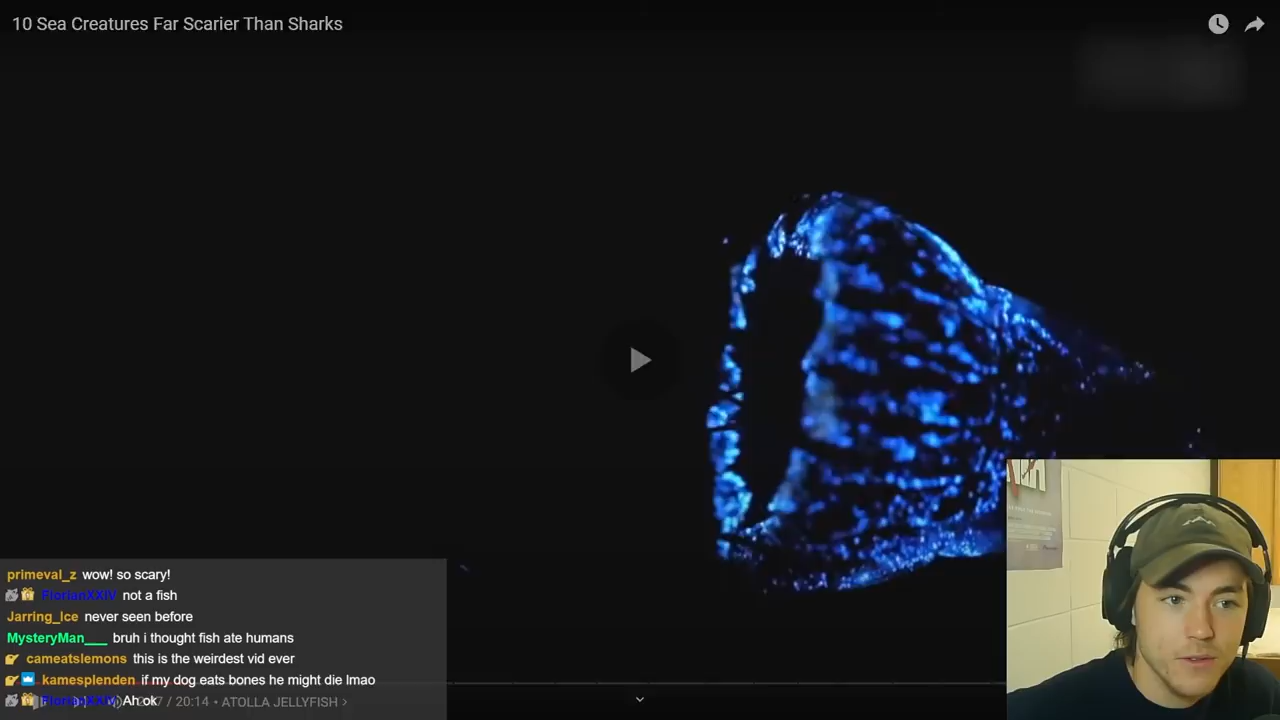 10 Sea Creatures Far Scarier Than Sharks
primeval_z wow! so scary!
FlorianXXIV not a fish
Jarring_Ice never seen before
MysteryMan___ bruh i thought fish ate humans
cameatslemons this is the weirdest vid ever
kamesplenden if my dog eats bones he might die lmao
FlorianXXIV Ah ok
/ 20:14 • ATOLLA JELLYFISH >